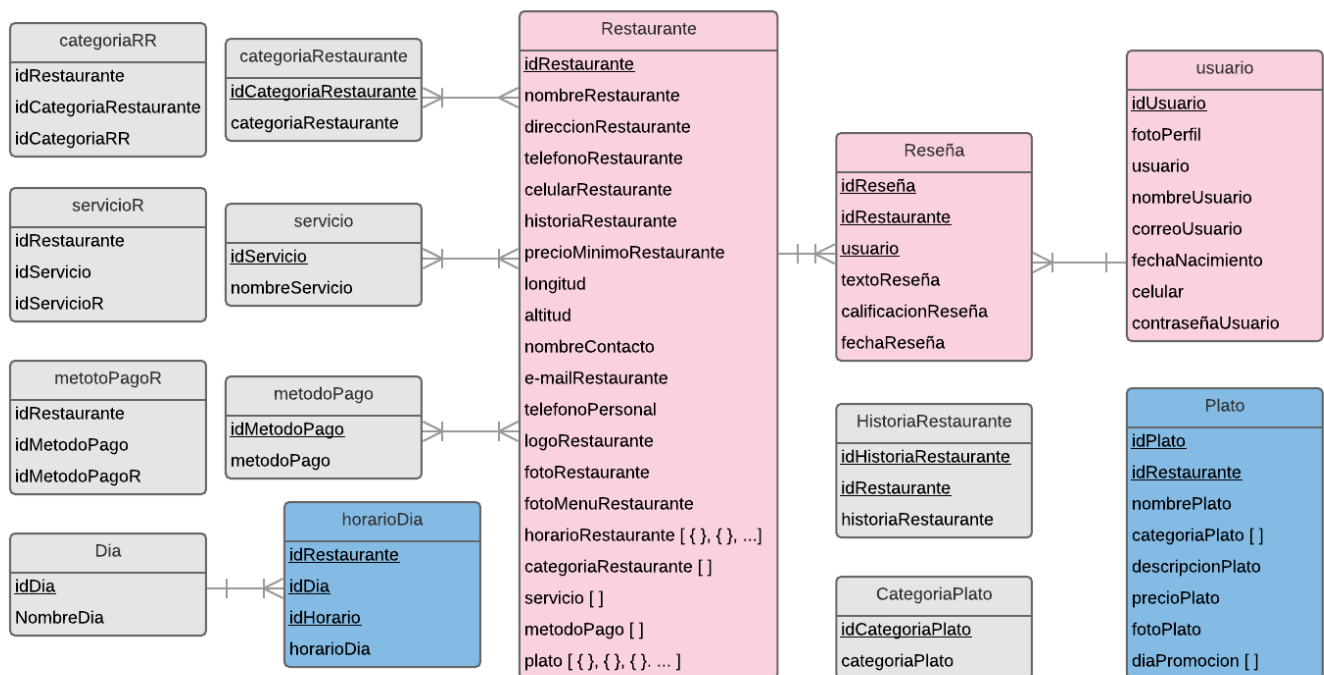 categoriaRR
idRestaurante
idCategoriaRestaurante
idCategoriaRR
categoriaRestaurante
idCategoriaRestaurante
categoriaRestaurante
servicioR
idRestaurante
idServicio
idServicioR
servicio
idServicio
nombreServicio
metotoPagoR
idRestaurante
idMetodoPago
idMetodoPagoR
metodoPago
idMetodoPago
metodoPago
Dia
idDia
NombreDia
horarioDia
idRestaurante
idDia
idHorario
horarioDia
Restaurante
idRestaurante
nombreRestaurante
direccionRestaurante
telefonoRestaurante
celularRestaurante
historiaRestaurante
precioMinimoRestaurante
longitud
altitud
nombreContacto
e-mailRestaurante
telefonoPersonal
logoRestaurante
fotoRestaurante
fotoMenuRestaurante
horarioRestaurante [ { }, { }, ...]
categoriaRestaurante [ ]
servicio [ ]
metodoPago [ ]
plato [ { }, { }, { }. ... ]
Reseña
idReseña
idRestaurante
usuario
textoReseña
calificacionReseña
fechaReseña
HistoriaRestaurante
idHistoriaRestaurante
idRestaurante
historiaRestaurante
CategoriaPlato
idCategoriaPlato
categoriaPlato
usuario
idUsuario
fotoPerfil
usuario
nombreUsuario
correoUsuario
fechaNacimiento
celular
contraseñaUsuario
Plato
idPlato
idRestaurante
nombrePlato
categoriaPlato [ ]
descripcionPlato
precioPlato
fotoPlato
diaPromocion [ ]